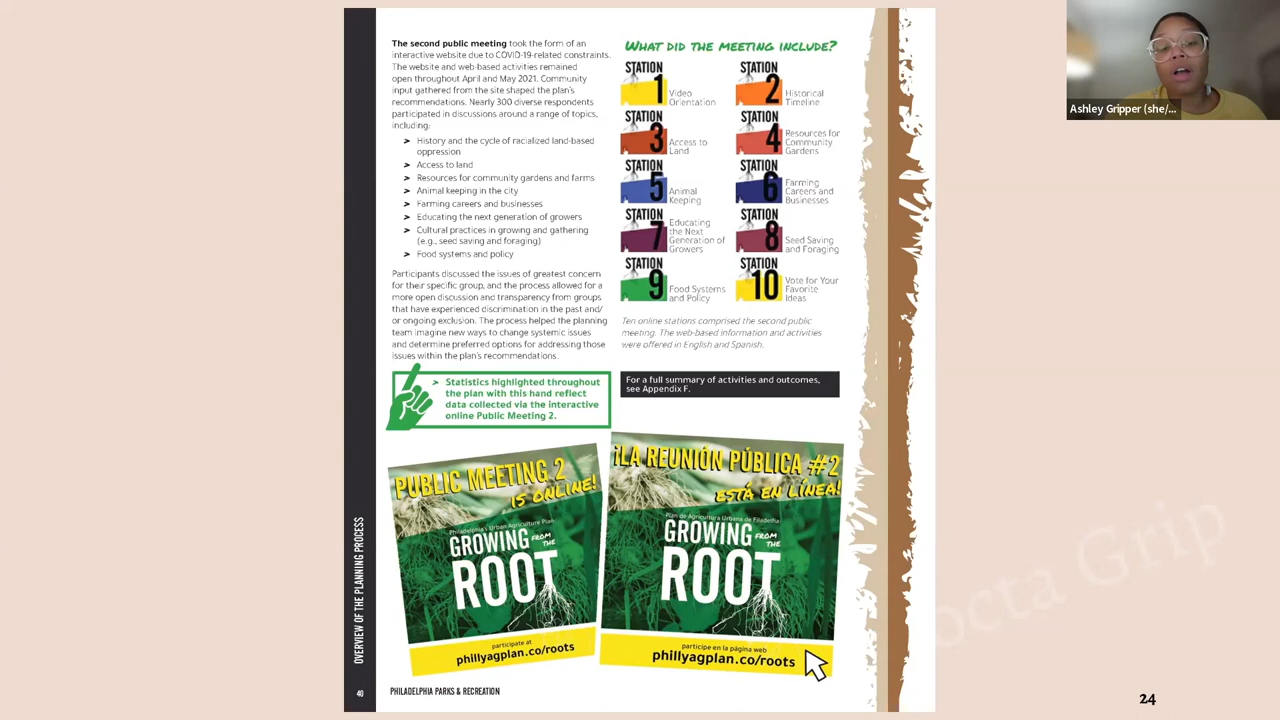 The second public meeting took the form of an
interactive website due to COVID-19-related constraints.
The website and web-based activities remained
open throughout April and May 2021. Community
input gathered from the site shaped the plan's
recommendations. Nearly 300 diverse respondents
participated in discussions around a range of topics,
including:
➤ History and the cycle of racialized land-based
oppression
➤ Access to land
➤ Resources for community gardens and farms
➤ Animal keeping in the city
➤ Farming careers and businesses
➤ Educating the next generation of growers
➤ Cultural practices in growing and gathering
(e.g., seed saving and foraging)
➤ Food systems and policy
Participants discussed the issues of greatest concern
for their specific group, and the process allowed for a
more open discussion and transparency from groups
that have experienced discrimination in the past and/
or ongoing exclusion. The process helped the planning
team imagine new ways to change systemic issues
and determine preferred options for addressing those
issues within the plan's recommendations.
➤ Statistics highlighted throughout
the plan with this hand reflect
data collected via the interactive
online Public Meeting 2.
WHAT DID THE MEETING INCLUDE?
STATION
1 Video
Orientation
STATION
2 Historical
Timeline
STATION
3 Access to
Land
STATION
4 Resources for
Community
Gardens
STATION
5 Animal
Keeping
STATION
6 Farming
Careers and
Businesses
STATION
7 Educating
the Next
Generation of
Growers
STATION
8 Seed Saving
and Foraging
STATION
9 Food Systems
and Policy
STATION
10 Vote for Your
Favorite
Ideas
Ten online stations comprised the second public
meeting. The web-based information and activities
were offered in English and Spanish.
For a full summary of activities and outcomes,
see Appendix F.
PUBLIC MEETING 2
IS ONLINE!
Philadelphia's Urban Agriculture Plan
GROWING FROM THE
ROOT
participate at
phillyagplan.co/roots
¡LA REUNIÓN PÚBLICA #2
ESTÁ EN LÍNEA!
Plan de Agricultura Urbana de Filadelfia
GROWING FROM THE
ROOT
participe en la página web
phillyagplan.co/roots
OVERVIEW OF THE PLANNING PROCESS
40
PHILADELPHIA PARKS & RECREATION
Ashley Gripper (she/...
octa Grip
24